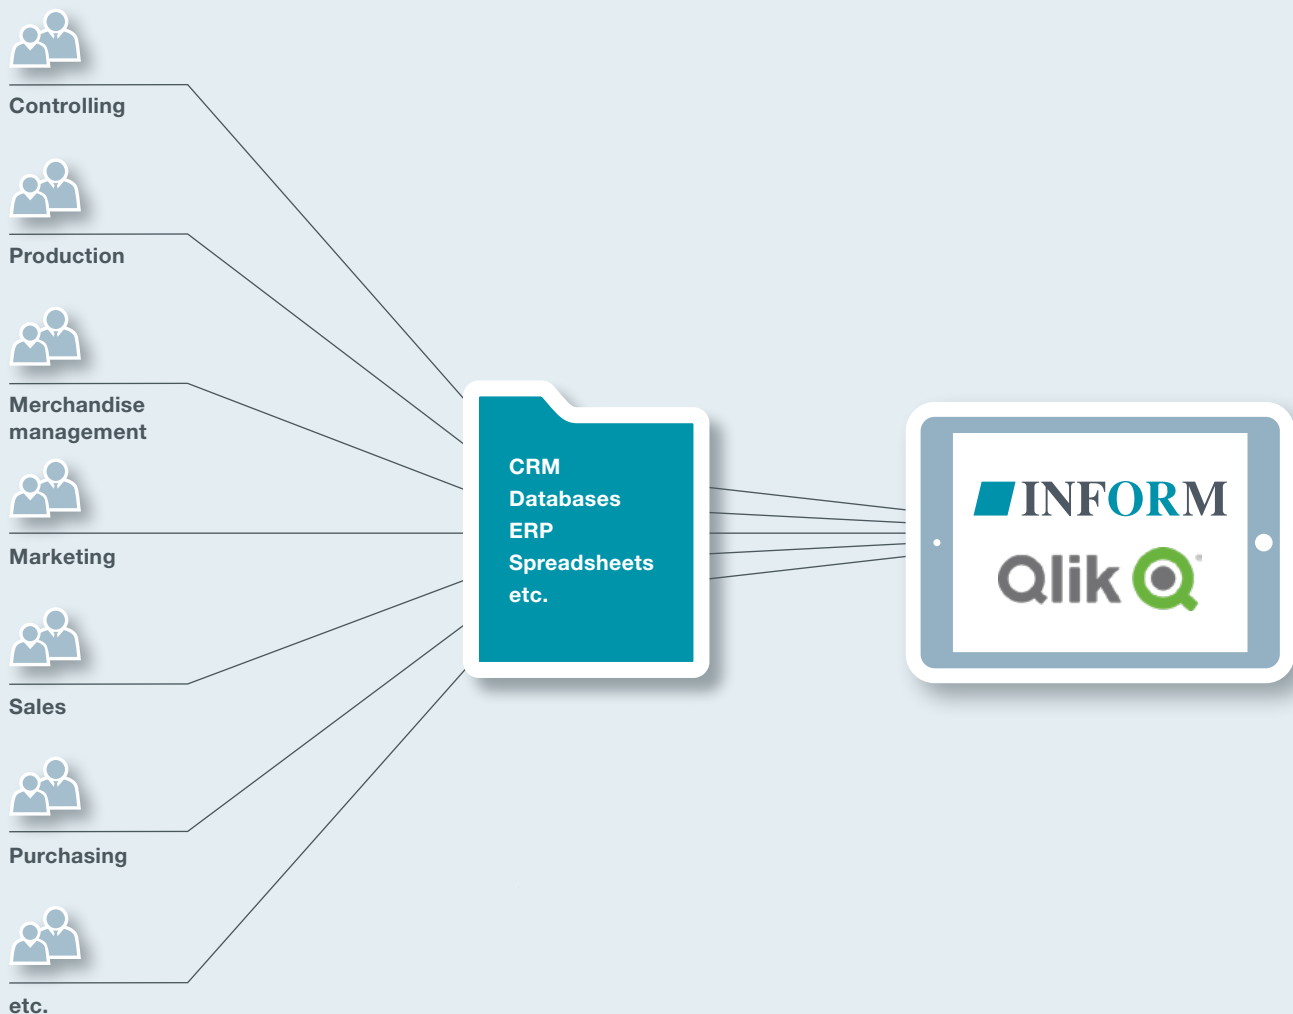 Controlling
Production
Merchandise
management
Marketing
Sales
Purchasing
etc.
CRM
Databases
ERP
Spreadsheets
etc.
INFORM
Qlik Q